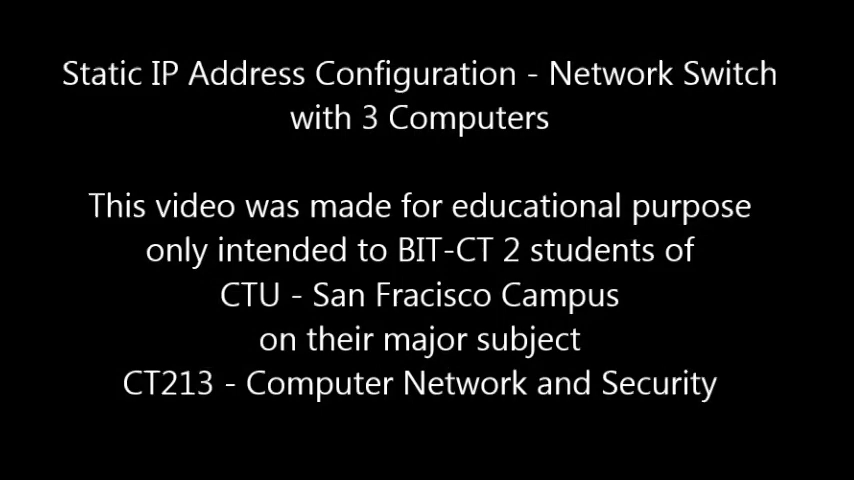 Static IP Address Configuration - Network Switch
with 3 Computers
This video was made for educational purpose
only intended to BIT-CT 2 students of
CTU - San Fracisco Campus
on their major subject
CT213 - Computer Network and Security